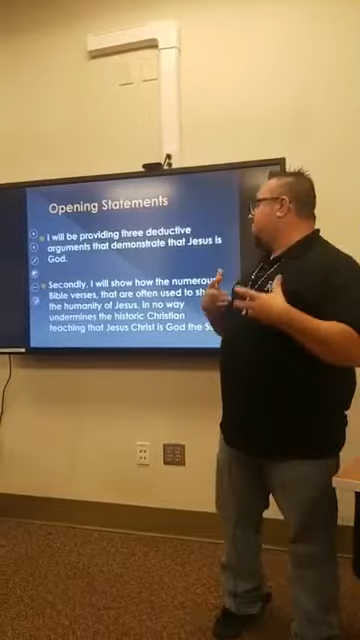 Opening Statements
I will be providing three deductive
arguments that demonstrate that Jesus is
God.
Secondly, I will show how the numerous
Bible verses, that are often used to
the humanity of Jesus, in no way
undermines the historic Christian
teaching that Jesus Christ is God the